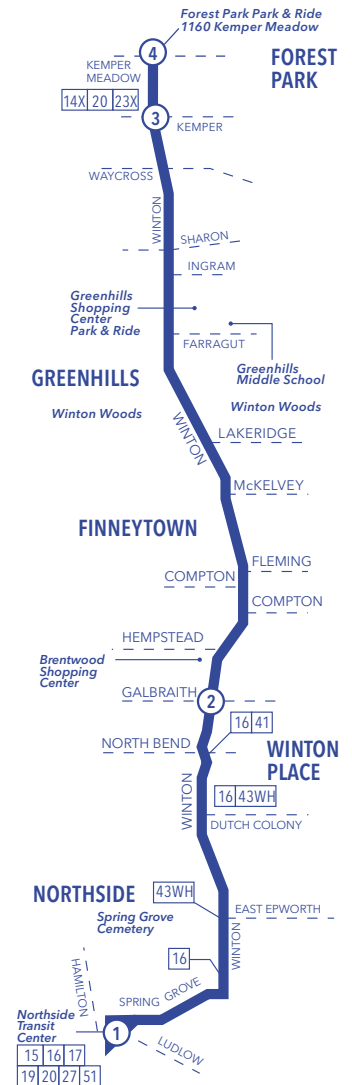 Forest Park Park & Ride
1160 Kemper Meadow
4
FOREST
PARK
KEMPER
MEADOW
14X 20 23X
3
KEMPER
WAYCROSS
WINTON
SHARON
INGRAM
Greenhills
Shopping
Center
Park & Ride
FARRAGUT
GREENHILLS
Greenhills
Middle School
Winton Woods
Winton Woods
WINTON
LAKERIDGE
McKELVEY
FINNEYTOWN
FLEMING
COMPTON
COMPTON
HEMPSTEAD
Brentwood
Shopping
Center
GALBRAITH
2
16 41
NORTH BEND
WINTON
PLACE
WINTON
16 43WH
DUTCH COLONY
NORTHSIDE
43WH
EAST EPWORTH
Spring Grove
Cemetery
WINTON
16
HAMILTON
SPRING GROVE
Northside
Transit
Center
1
LUDLOW
15 16 17
19 20 27 51